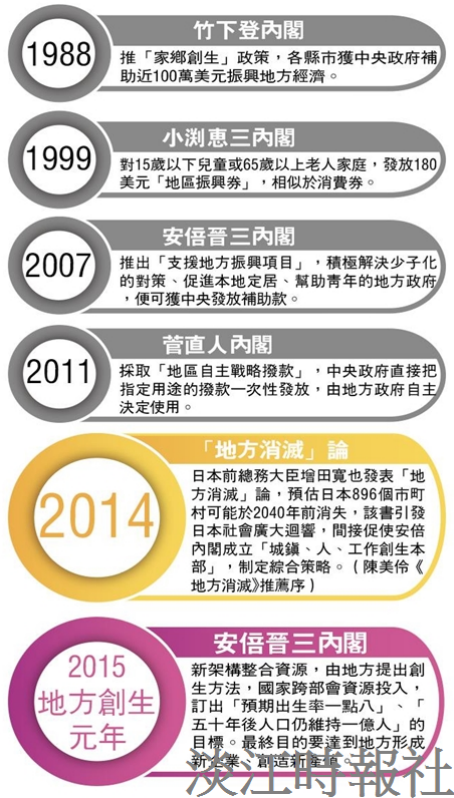 竹下登內閣
1988
推「家鄉創生」政策，各縣市獲中央政府補
助近100萬美元振興地方經濟。
小渕恵三內閣
1999
對15歲以下兒童或65歲以上老人家庭，發放180
美元「地區振興券」，相似於消費券。
安倍晉三內閣
2007
推出「支援地方振興項目」，積極解決少子化
的對策、促進本地定居、幫助青年的地方政府
，便可獲中央發放補助款。
菅直人內閣
2011
採取「地區自主戰略撥款」，中央政府直接把
指定用途的撥款一次性發放，由地方政府自主
決定使用。
「地方消滅」論
2014
日本前總務大臣增田寬也發表「地
方消滅」論，預估日本896個市町
村可能於2040年前消失，該書引發
日本社會廣大迴響，間接促使安倍
內閣成立「城鎮、人、工作創生本
部」，制定綜合策略。（陳美伶《
地方消滅》推薦序）
安倍晉三內閣
2015
地方創生
元年
新架構整合資源，由地方提出創
生方法，國家跨部會資源投入，
訂出「預期出生率一點八」、「
五十年後人口仍維持一億人」的
目標。最終目的要達到地方形成
新企業、創造新產值。
淡江時報社